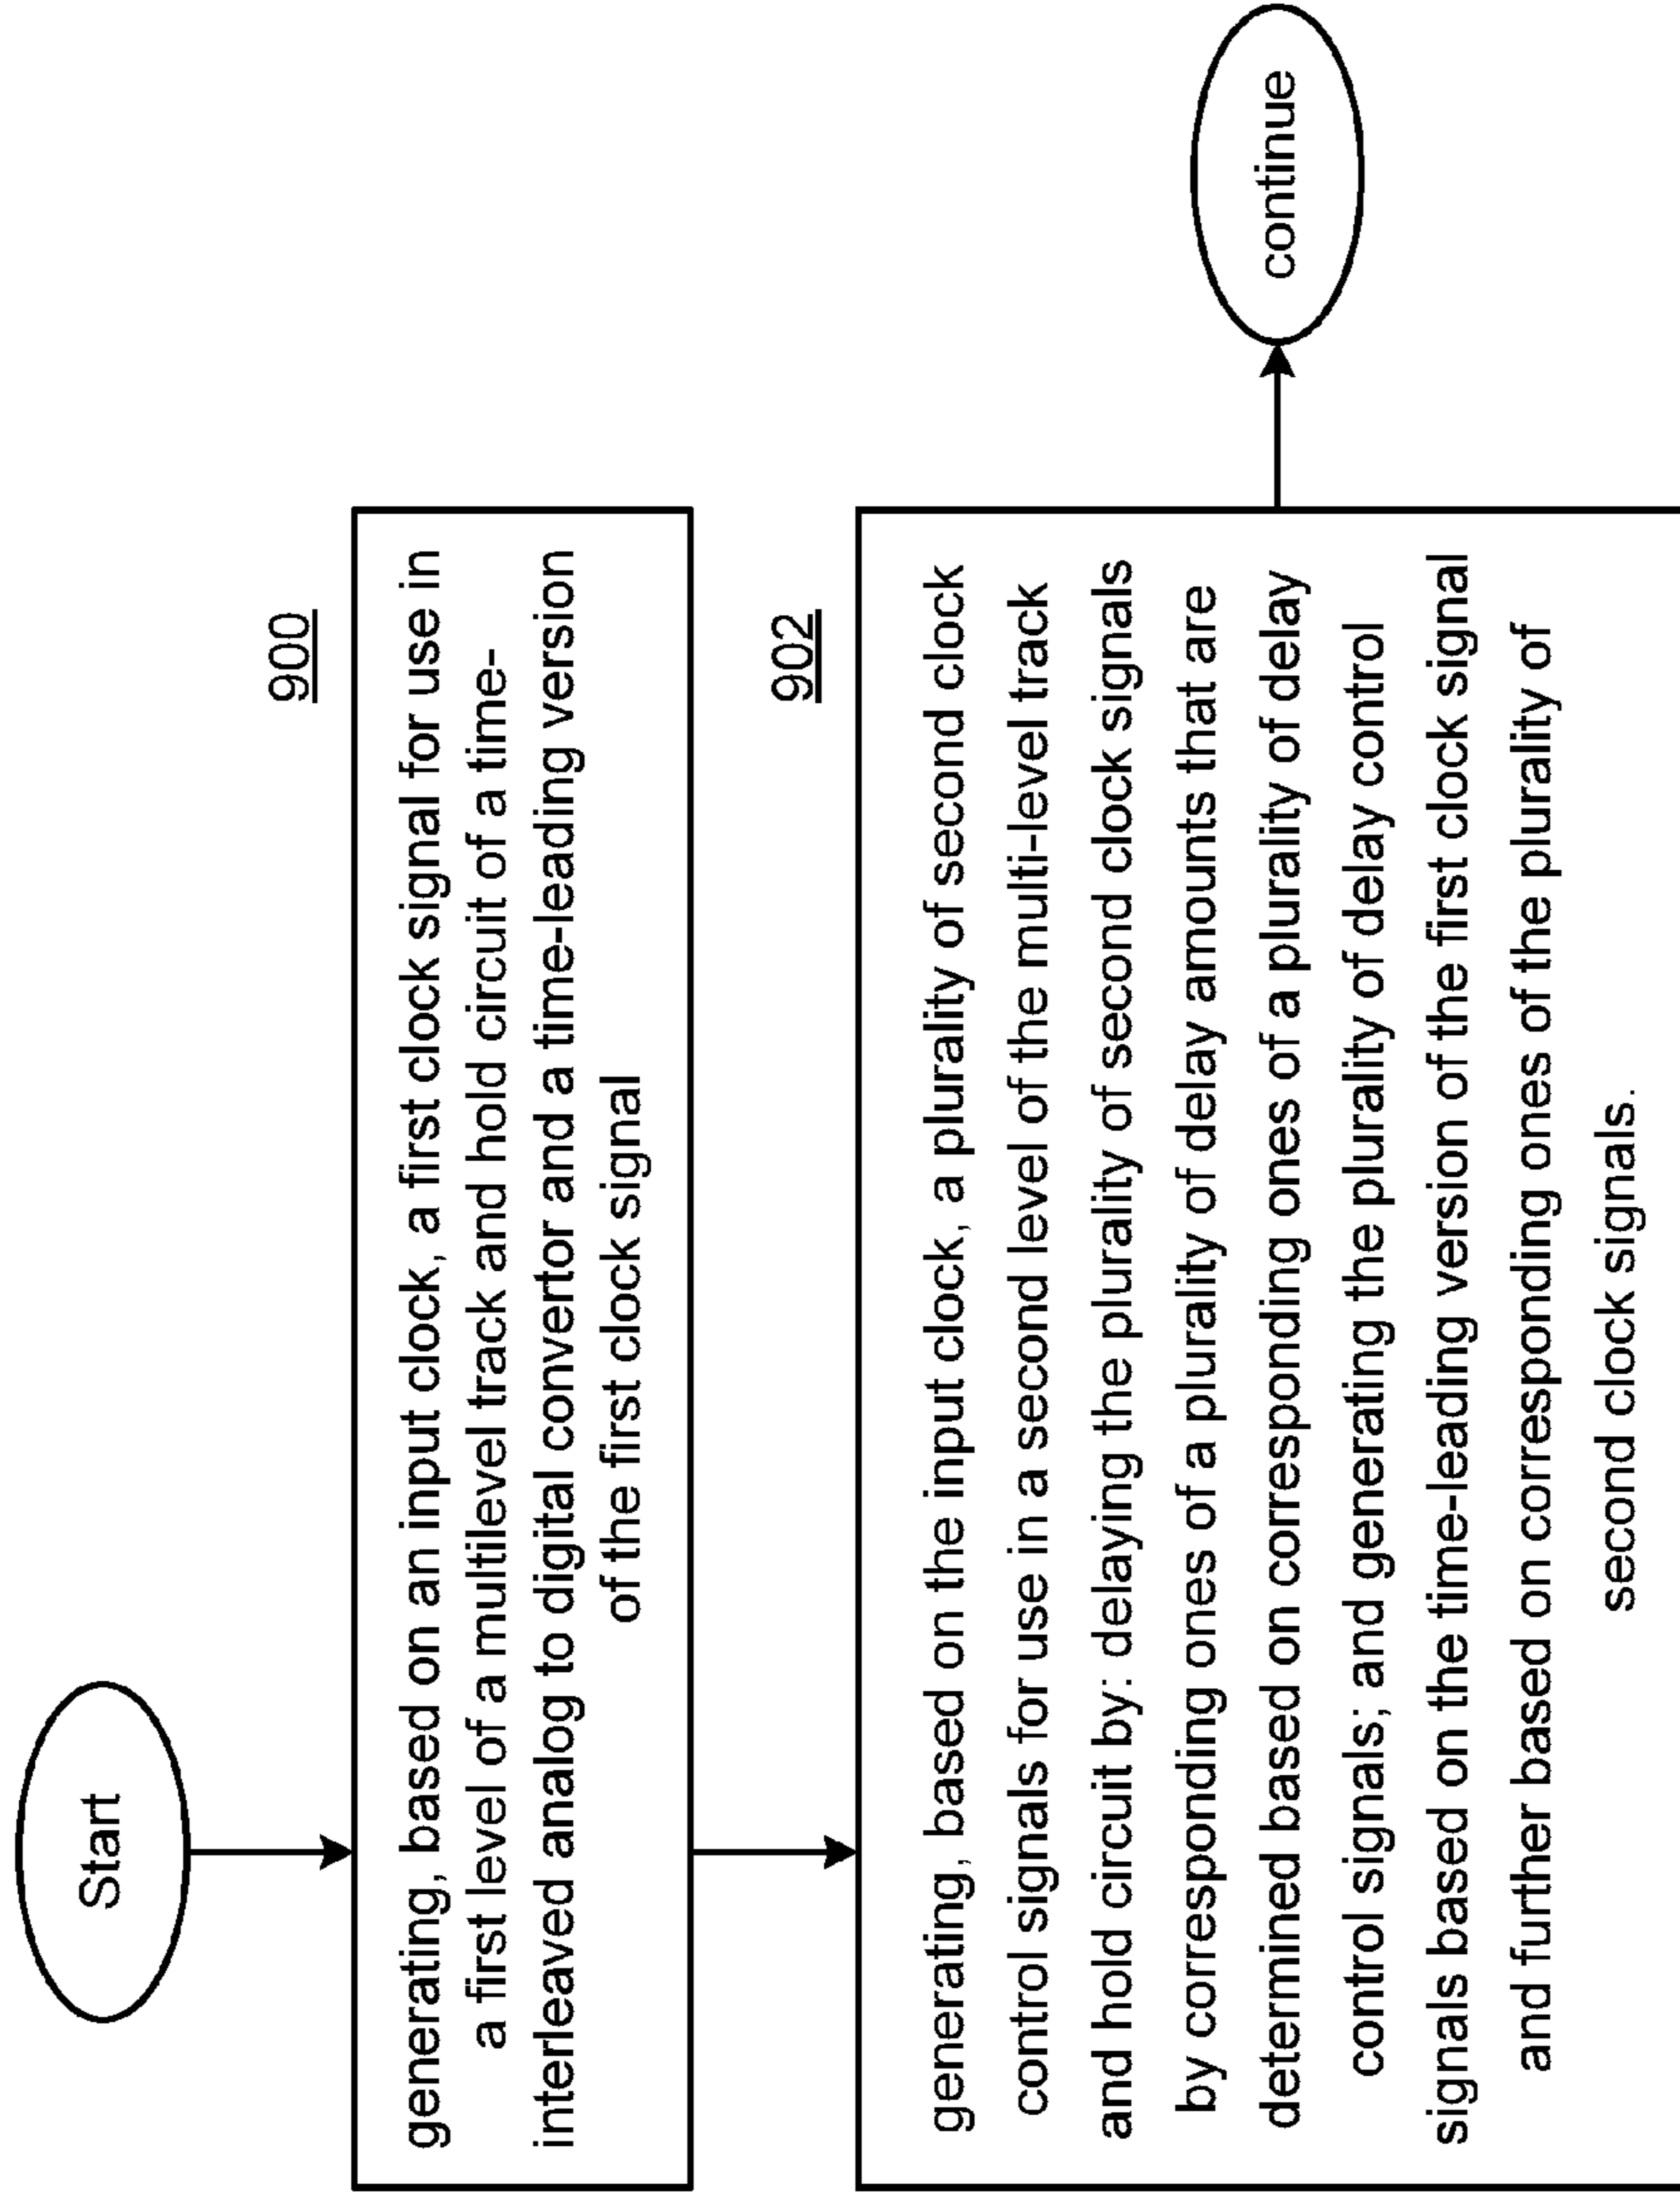 Start
900
generating, based on an input clock, a first clock signal for use in
a first level of a multilevel track and hold circuit of a time-
interleaved analog to digital convertor and a time-leading version
of the first clock signal
902
generating, based on the input clock, a plurality of second clock
control signals for use in a second level of the multi-level track
and hold circuit by: delaying the plurality of second clock signals
by corresponding ones of a plurality of delay amounts that are
determined based on corresponding ones of a plurality of delay
control signals; and generating the plurality of delay control
signals based on the time-leading version of the first clock signal
and further based on corresponding ones of the plurality of
second clock signals.
continue